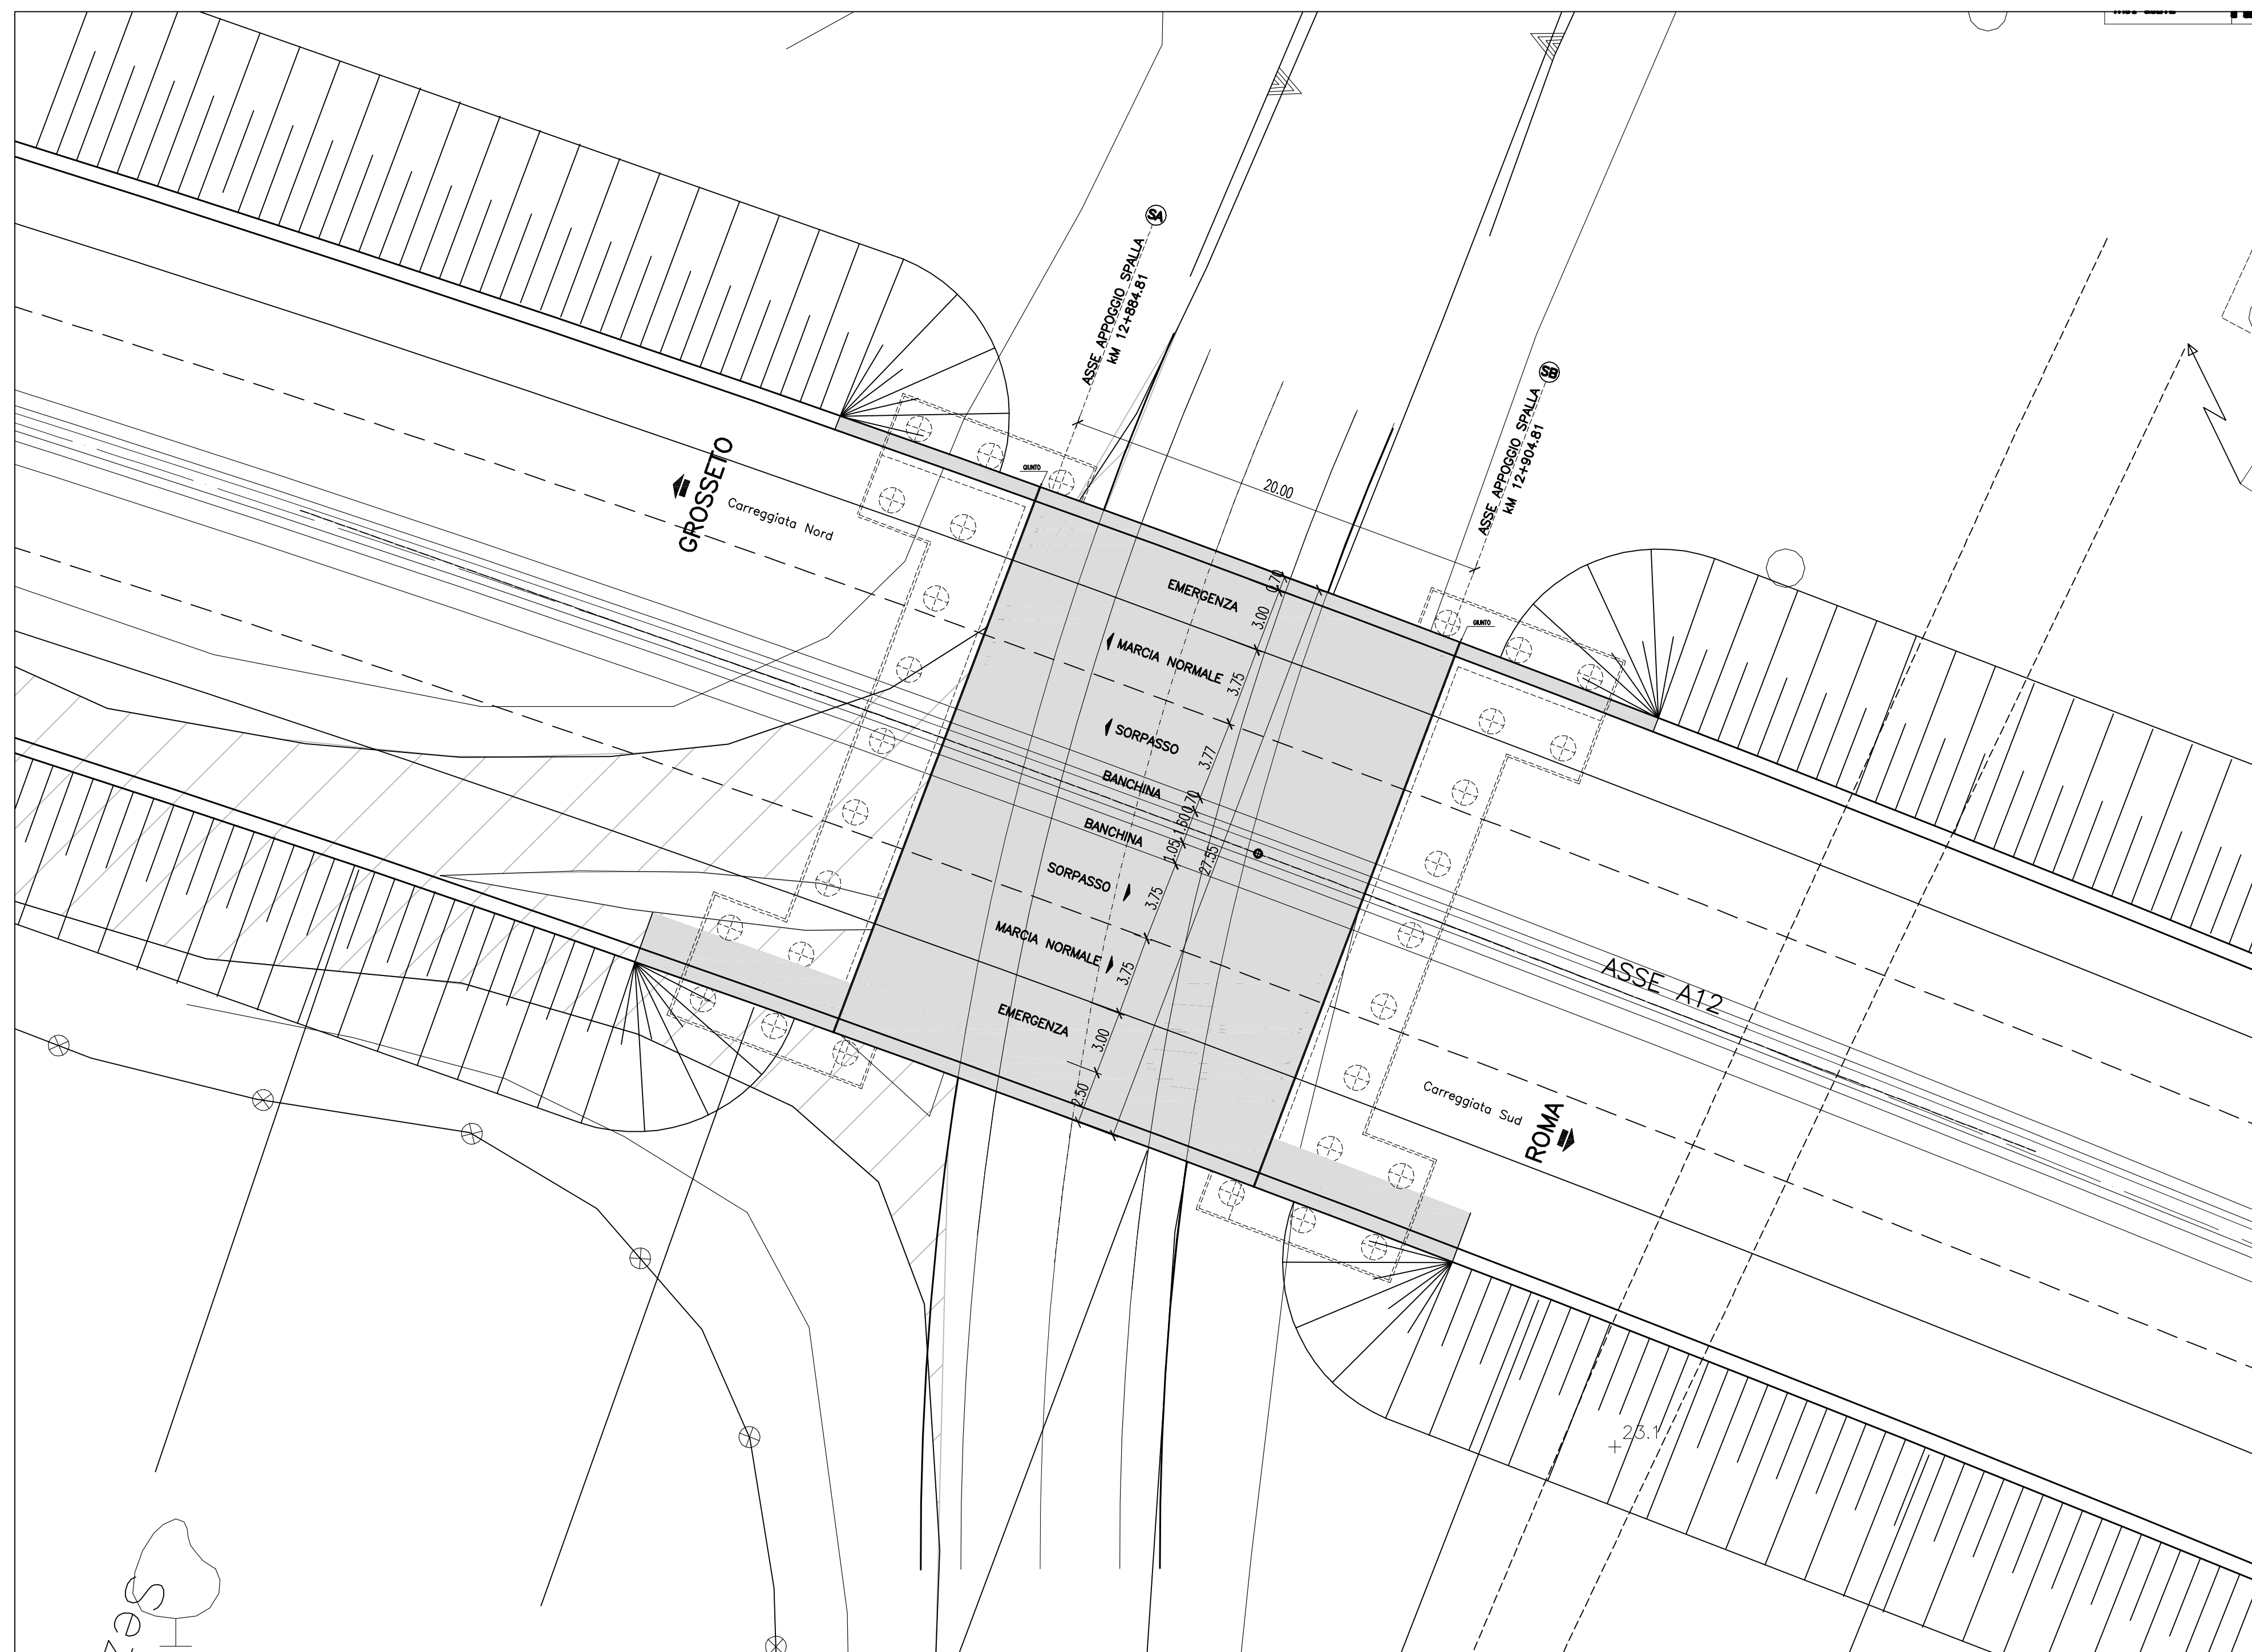 SA
ASSE APPOGGIO SPALLA
kM 12+884.81
SB
ASSE APPOGGIO SPALLA
kM 12+904.81
GROSSETO
Carreggiata Nord
GIUNTO
20.00
GIUNTO
EMERGENZA
0.70
3.00
MARCIA NORMALE
3.75
SORPASSO
3.77
BANCHINA
0.70
1.60
BANCHINA
1.05
27.55
SORPASSO
3.75
MARCIA NORMALE
3.75
EMERGENZA
3.00
2.50
ASSE A12
Carreggiata Sud
ROMA
23.1
Sez